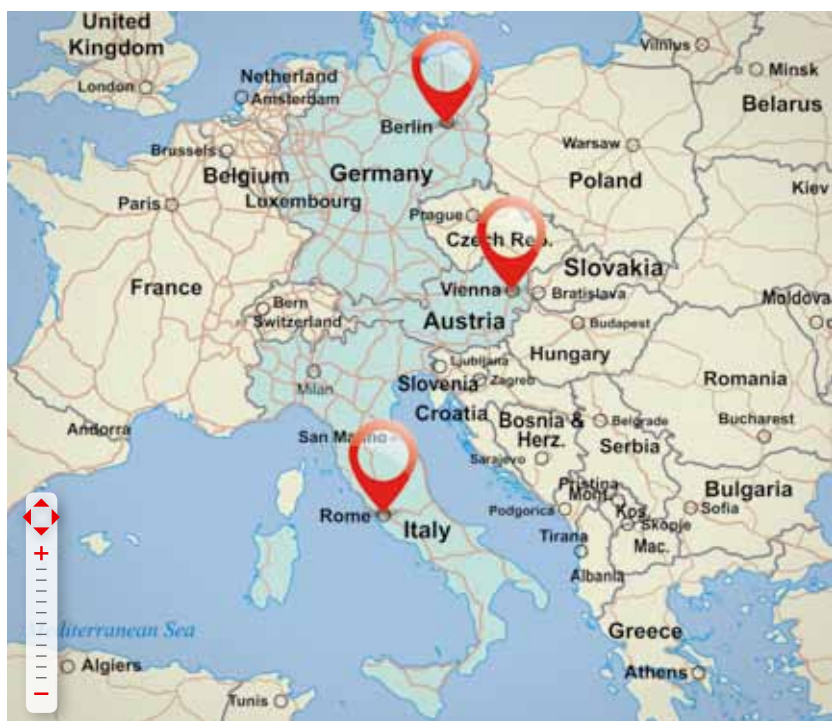 United
Kingdom
London
Netherland
Amsterdam
Vilnius
Minsk
Belarus
Berlin
Brussels
Belgium
Germany
Luxembourg
Warsaw
Poland
Kiev
Paris
Prague
Czech Rep.
Slovakia
France
Vienna
Bratislava
Moldova
Bern
Switzerland
Austria
Budapest
Hungary
Ljubljana
Slovenia
Zagreb
Milan
Romania
Croatia
Bosnia &
Herz.
Belgrade
Bucharest
Andorra
San Marino
Serbia
Sarajevo
Pristina
Mont.
Bulgaria
Rome
Italy
Podgorica
Kos.
Sofia
Skopje
Tirana
Mac.
Albania
Mediterranean Sea
Greece
Algiers
Athens
Tunis
+
−